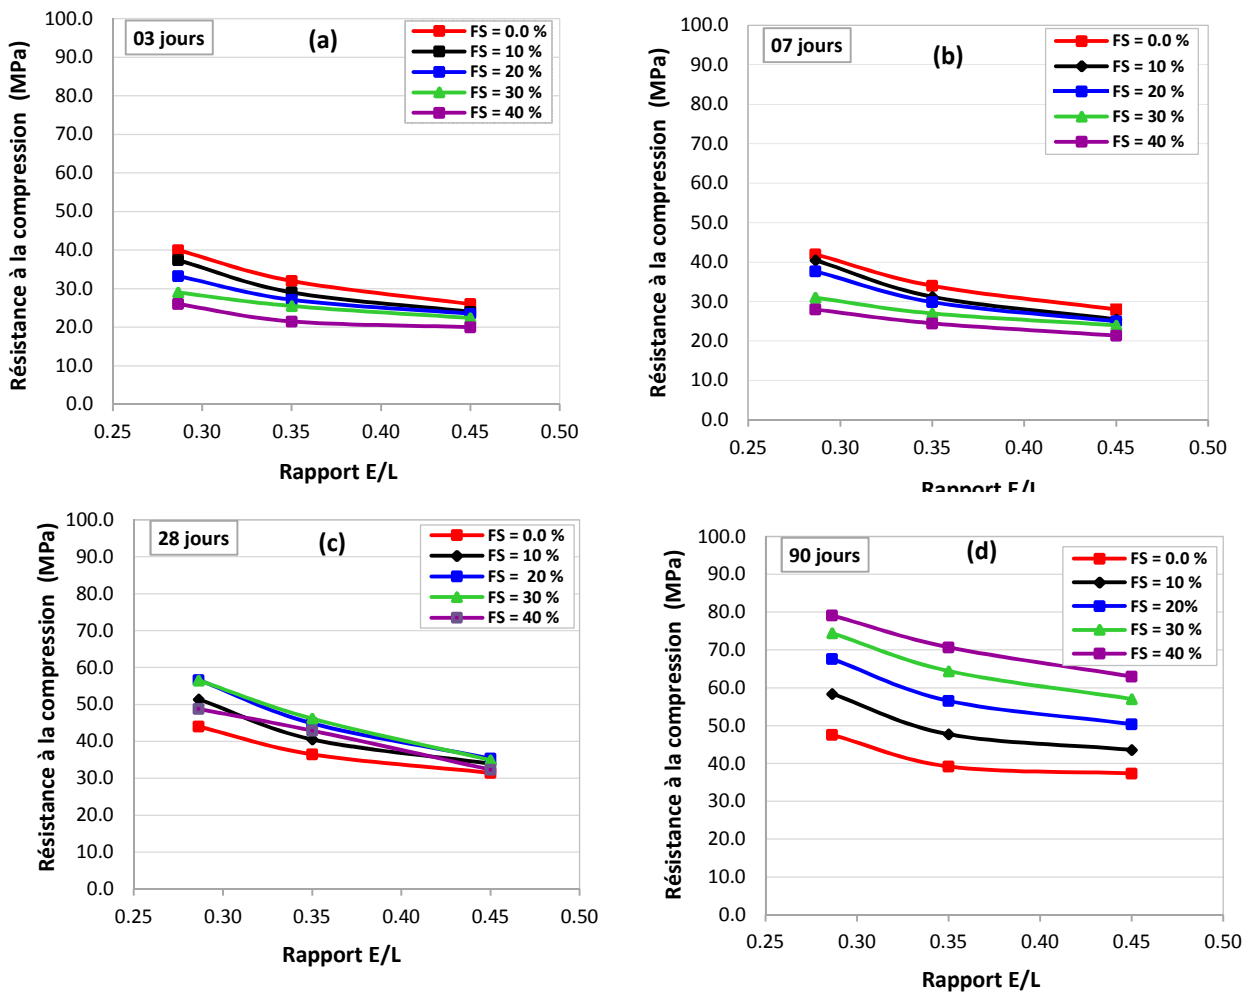 03 jours
(a)
FS = 0.0 %
FS = 10 %
FS = 20 %
FS = 30 %
FS = 40 %
Résistance à la compression (MPa)
100.0
90.0
80.0
70.0
60.0
50.0
40.0
30.0
20.0
10.0
0.0
0.25
0.30
0.35
0.40
0.45
0.50
Rapport E/L
07 jours
(b)
FS = 0.0 %
FS = 10 %
FS = 20 %
FS = 30 %
FS = 40 %
Résistance à la compression (MPa)
100.0
90.0
80.0
70.0
60.0
50.0
40.0
30.0
20.0
10.0
0.0
0.25
0.30
0.35
0.40
0.45
0.50
Rapport E/L
28 jours
(c)
FS = 0.0 %
FS = 10 %
FS = 20 %
FS = 30 %
FS = 40 %
Résistance à la compression (MPa)
100.0
90.0
80.0
70.0
60.0
50.0
40.0
30.0
20.0
10.0
0.0
0.25
0.30
0.35
0.40
0.45
0.50
Rapport E/L
90 jours
(d)
FS = 0.0 %
FS = 10 %
FS = 20%
FS = 30 %
FS = 40 %
Résistance à la compression (MPa)
100.0
90.0
80.0
70.0
60.0
50.0
40.0
30.0
20.0
10.0
0.0
0.25
0.30
0.35
0.40
0.45
0.50
Rapport E/L